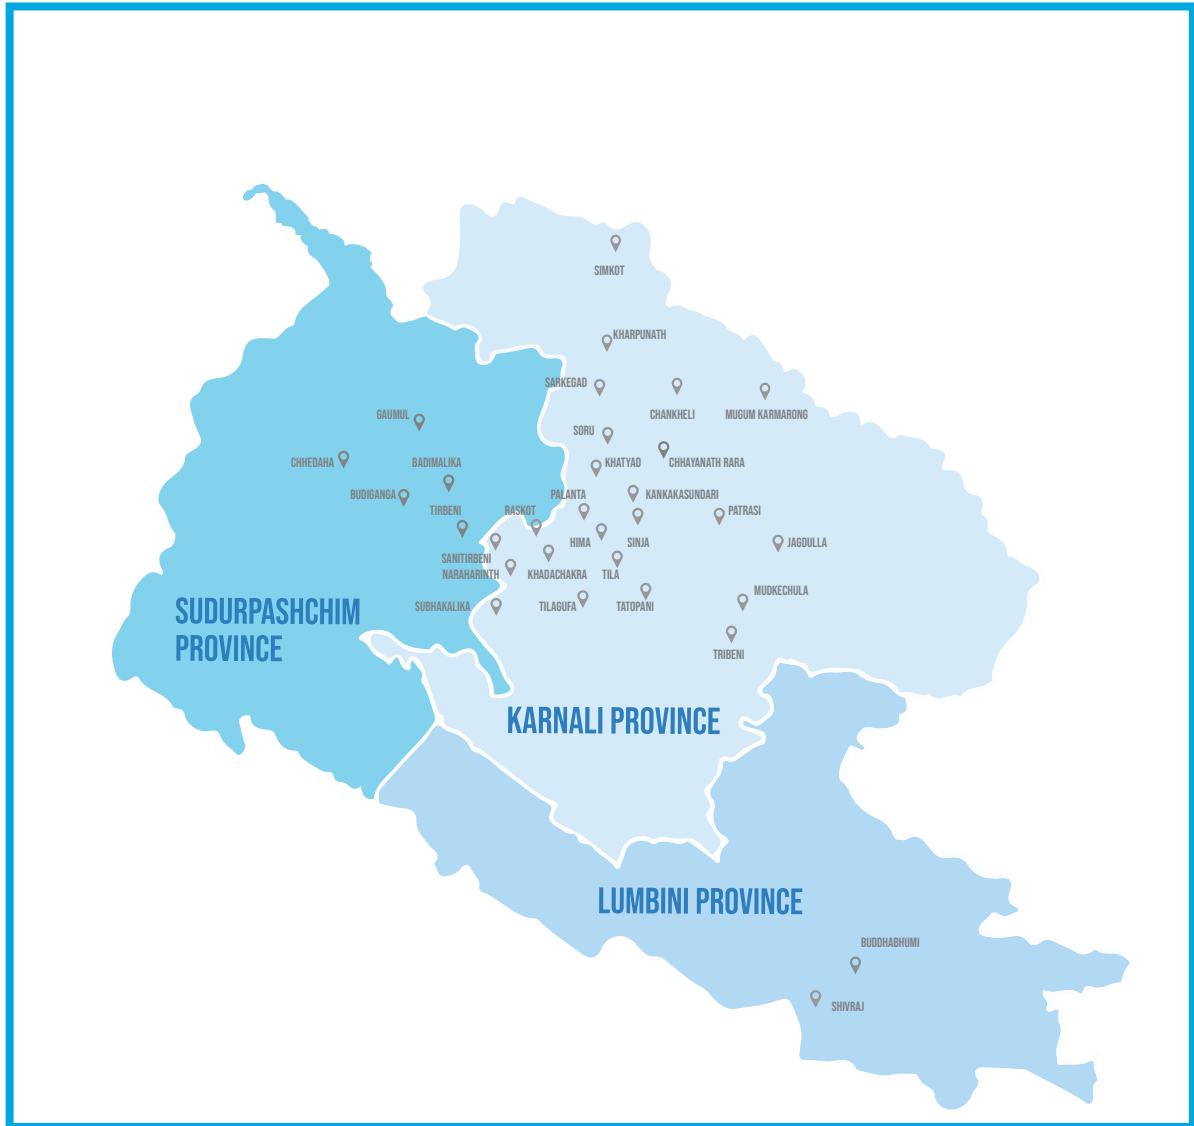 SIMKOT
KHARPUNATH
SARKEGAD
CHANKHELI
MUGUM KARMARONG
GAUMUL
SORU
CHHEDAHA
BADIMALIKA
KHATYAD
CHHAYANATH RARA
BUDIGANGA
PALANTA
KANKAKASUNDARI
TIRBENI
RASKOT
PATRASI
HIMA
SINJA
JAGDULLA
SANITIRBENI
NARAHARINTH
KHADACHAKRA
TILA
MUDKECHULA
SUBHAKALIKA
TILAGUFA
TATOPANI
SUDURPASHCHIM
PROVINCE
TRIBENI
KARNALI PROVINCE
LUMBINI PROVINCE
BUDDHABHUMI
SHIVRAJ